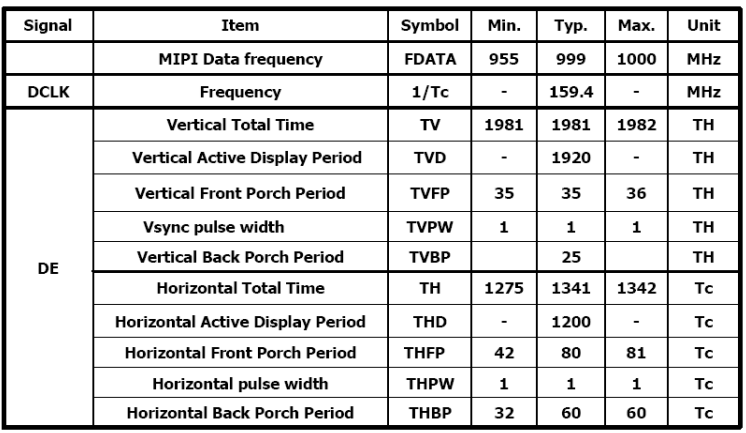 Signal Item Symbol Min. Typ. Max. Unit
MIPI Data frequency FDATA 955 999 1000 MHz
DCLK Frequency 1/Tc - 159.4 - MHz
Vertical Total Time TV 1981 1981 1982 TH
Vertical Active Display Period TVD - 1920 - TH
Vertical Front Porch Period TVFP 35 35 36 TH
Vsync pulse width TVPW 1 1 1 TH
Vertical Back Porch Period TVBP 25 TH
DE
Horizontal Total Time TH 1275 1341 1342 Tc
Horizontal Active Display Period THD - 1200 - Tc
Horizontal Front Porch Period THFP 42 80 81 Tc
Horizontal pulse width THPW 1 1 1 Tc
Horizontal Back Porch Period THBP 32 60 60 Tc